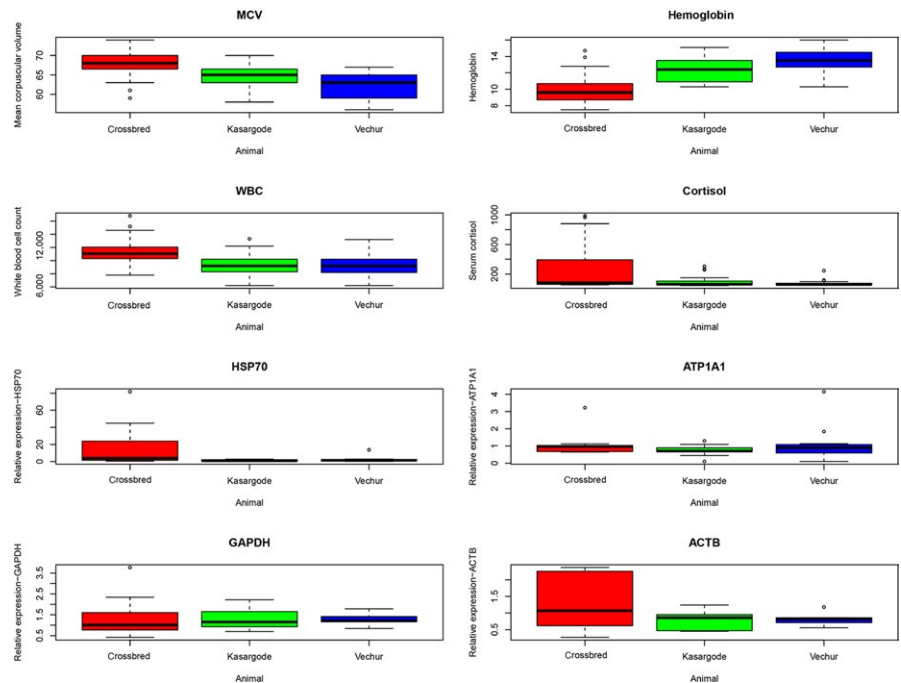 MCV
Mean corpuscular volume
70
65
60
Crossbred Kasargode Vechur
Animal
Hemoglobin
Hemoglobin
14
10
8
Crossbred Kasargode Vechur
Animal
WBC
White blood cell count
12,000
6,000
Crossbred Kasargode Vechur
Animal
Cortisol
Serum cortisol
1000
600
200
Crossbred Kasargode Vechur
Animal
HSP70
Relative expression-HSP70
60
20
0
Crossbred Kasargode Vechur
Animal
ATP1A1
Relative expression-ATP1A1
4
3
2
1
0
Crossbred Kasargode Vechur
Animal
GAPDH
Relative expression-GAPDH
3.5
2.5
1.5
0.5
Crossbred Kasargode Vechur
Animal
ACTB
Relative expression-ACTB
1.5
0.5
Crossbred Kasargode Vechur
Animal